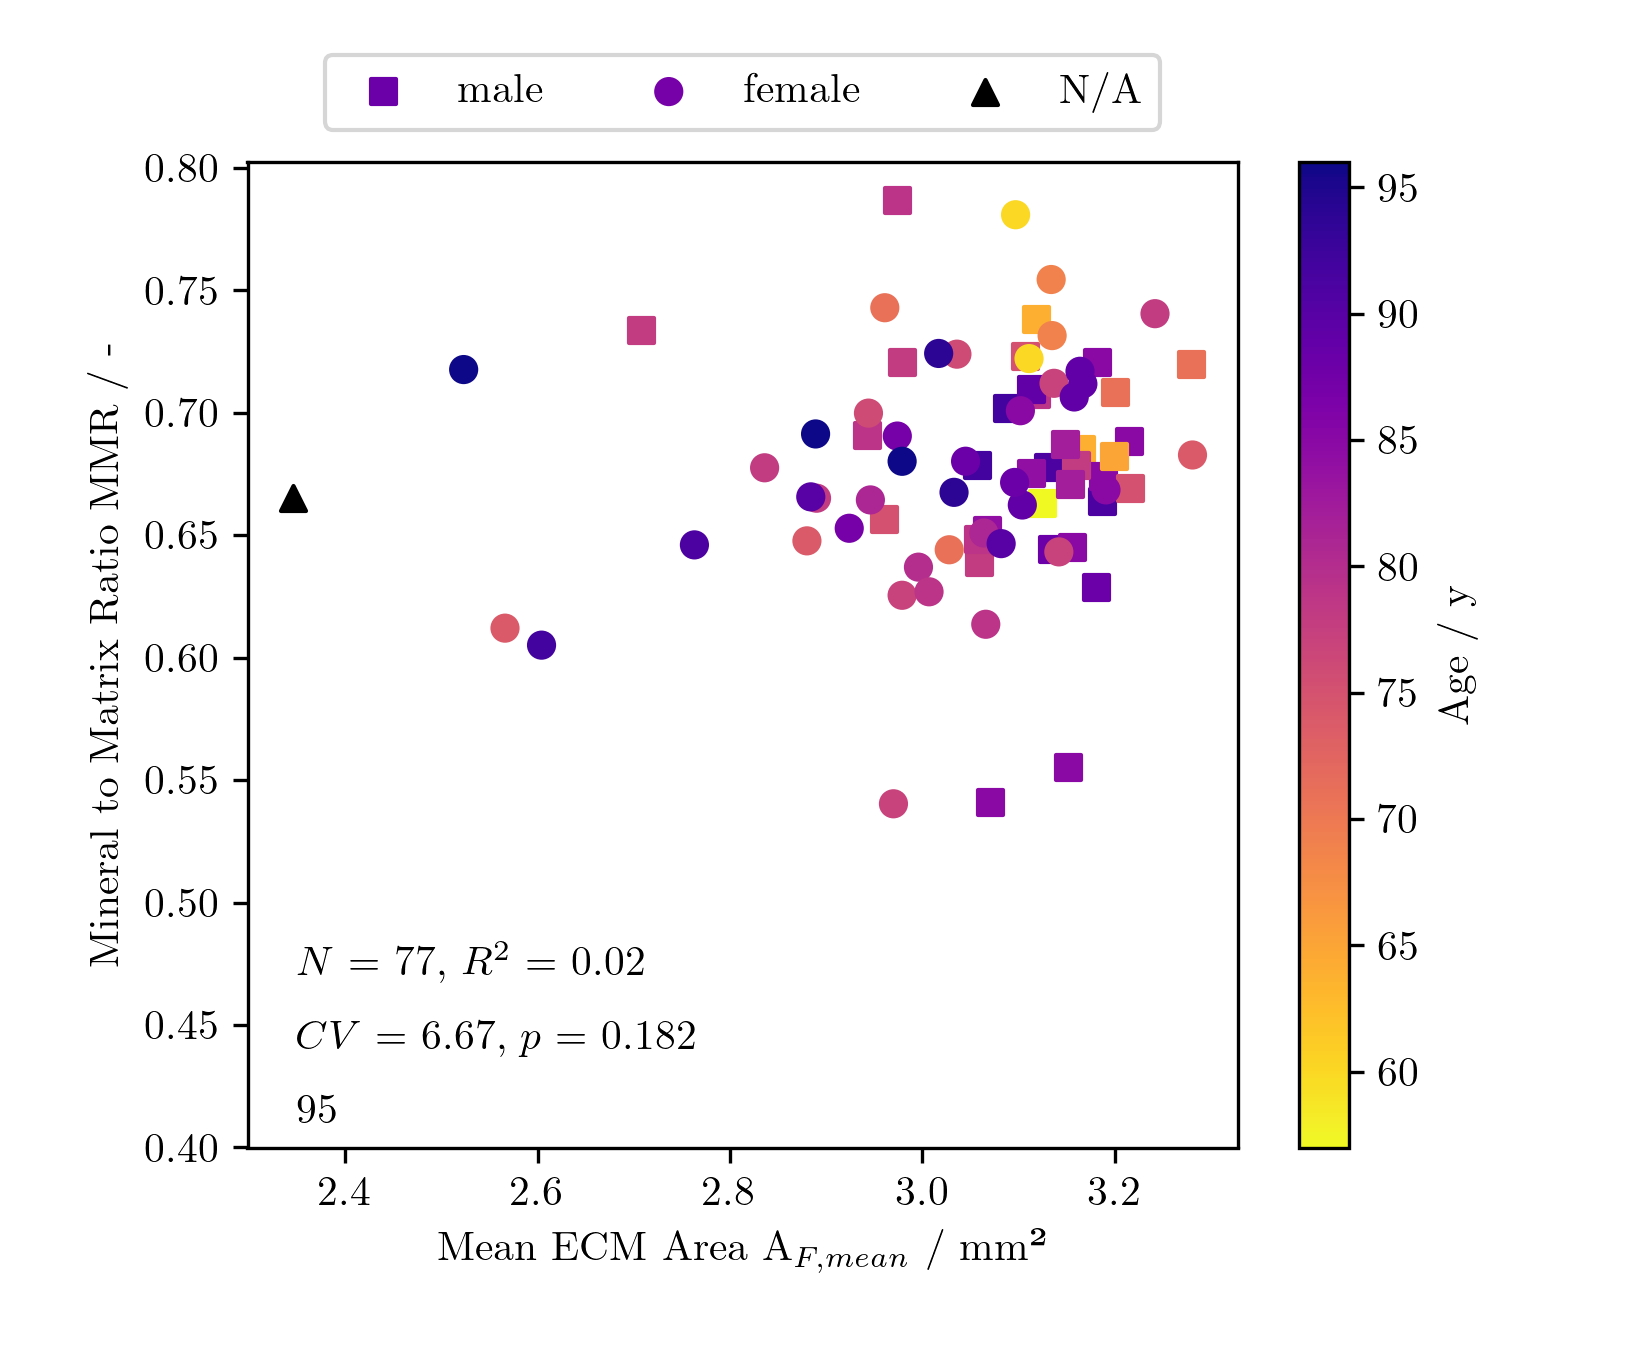 male female N/A
0.80
0.75
0.70
0.65
0.60
0.55
0.50
0.45
0.40
Mineral to Matrix Ratio MMR / -
N = 77, R² = 0.02
CV = 6.67, p = 0.182
95
2.4 2.6 2.8 3.0 3.2
Mean ECM Area A_{F,mean} / mm²
95
90
85
80
75
70
65
60
Age / y